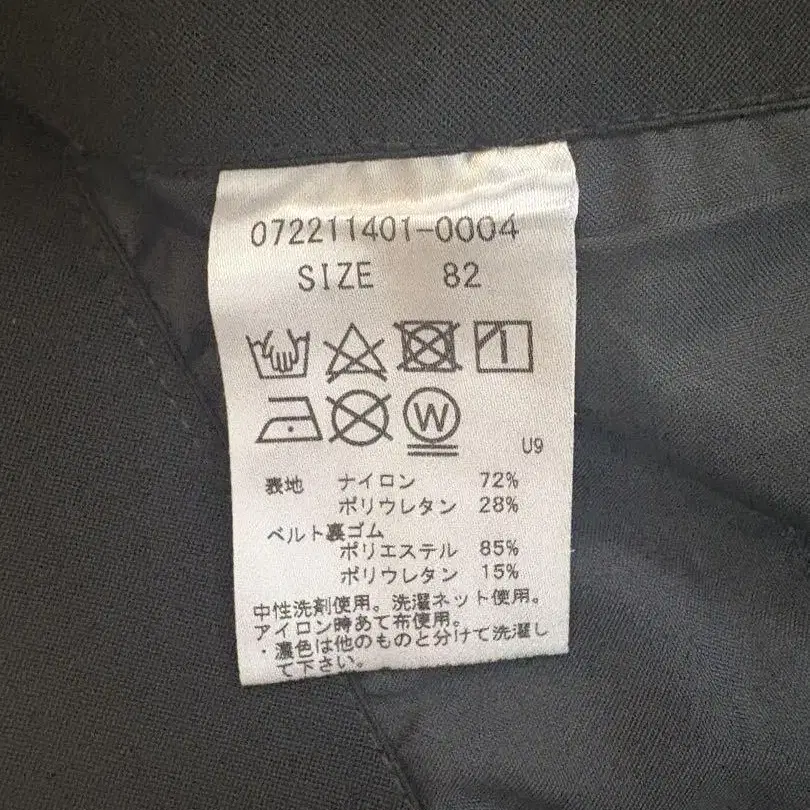 072211401-0004
SIZE 82
W
U9
表地 ナイロン 72%
ポリウレタン 28%
ベルト裏ゴム
ポリエステル 85%
ポリウレタン 15%
中性洗剤使用。洗濯ネット使用。
アイロン時あて布使用。
・濃色は他のものと分けて洗濯し
て下さい。